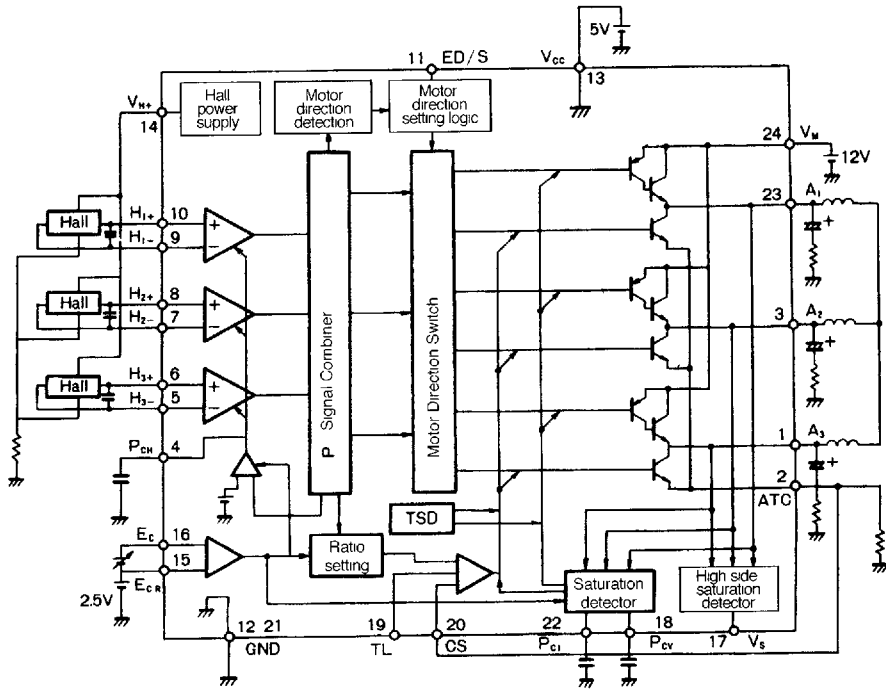 5V
11 ED/S
VCC
13
VH+
14
Hall power supply
Motor direction detection
Motor direction setting logic
24 VM
12V
23 A1
Hall
H1+ 10
H1− 9
+
−
+
Hall
H2+ 8
H2− 7
+
−
3 A2
+
Hall
H3+ 6
H3− 5
+
−
P Signal Combiner
Motor Direction Switch
1 A3
+
PCH 4
2
ATC
TSD
EC 16
15
ECR
2.5V
Ratio setting
Saturation detector
High side saturation detector
12 21
GND
19
TL
20
CS
22
PCI
18
PCV
17 VS